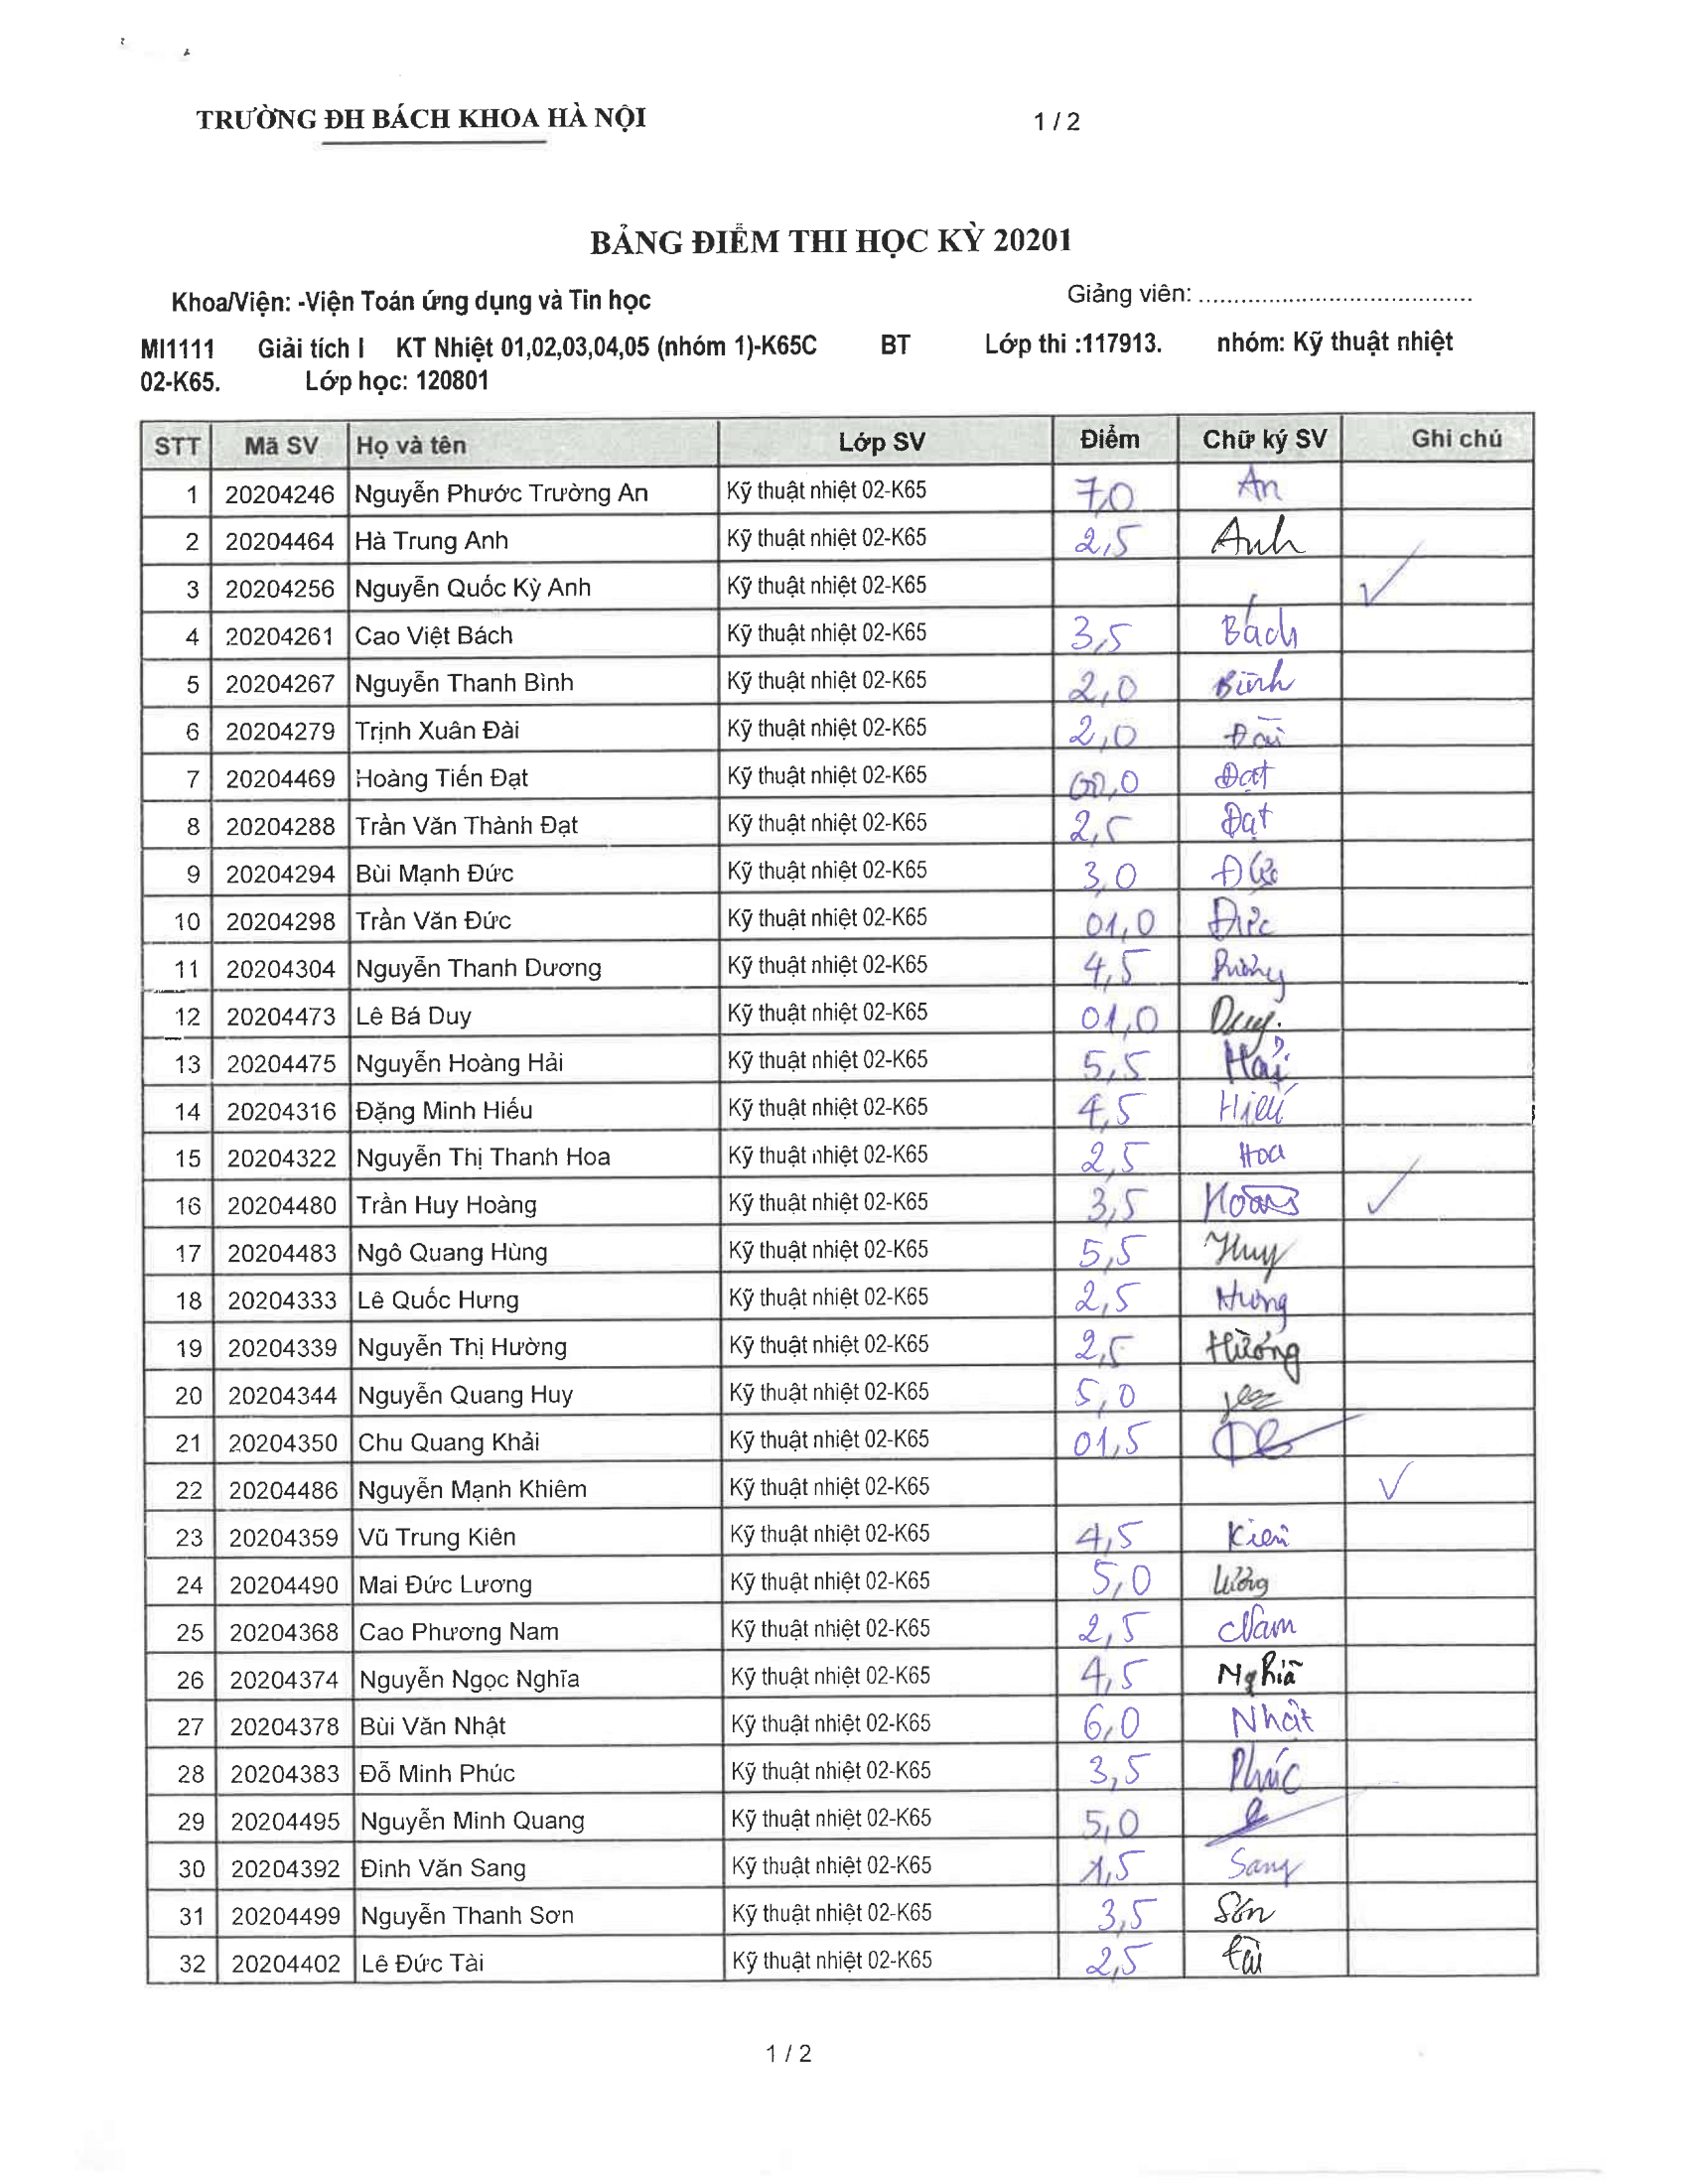 TRƯỜNG ĐH BÁCH KHOA HÀ NỘI 1 / 2
BẢNG ĐIỂM THI HỌC KỲ 20201
Khoa/Viện: -Viện Toán ứng dụng và Tin học Giảng viên: .......................................
MI1111 Giải tích I KT Nhiệt 01,02,03,04,05 (nhóm 1)-K65C BT Lớp thi :117913. nhóm: Kỹ thuật nhiệt
02-K65. Lớp học: 120801
STT Mã SV Họ và tên Lớp SV Điểm Chữ ký SV Ghi chú
1 20204246 Nguyễn Phước Trường An Kỹ thuật nhiệt 02-K65 7,0 An
2 20204464 Hà Trung Anh Kỹ thuật nhiệt 02-K65 2,5 Anh
3 20204256 Nguyễn Quốc Kỳ Anh Kỹ thuật nhiệt 02-K65 ✓
4 20204261 Cao Việt Bách Kỹ thuật nhiệt 02-K65 3,5 Bách
5 20204267 Nguyễn Thanh Bình Kỹ thuật nhiệt 02-K65 2,0 Bình
6 20204279 Trịnh Xuân Đài Kỹ thuật nhiệt 02-K65 2,0 Đài
7 20204469 Hoàng Tiến Đạt Kỹ thuật nhiệt 02-K65 00,0 Đạt
8 20204288 Trần Văn Thành Đạt Kỹ thuật nhiệt 02-K65 2,5 Đạt
9 20204294 Bùi Mạnh Đức Kỹ thuật nhiệt 02-K65 3,0 Đức
10 20204298 Trần Văn Đức Kỹ thuật nhiệt 02-K65 01,0 Đức
11 20204304 Nguyễn Thanh Dương Kỹ thuật nhiệt 02-K65 4,5 Dương
12 20204473 Lê Bá Duy Kỹ thuật nhiệt 02-K65 01,0 Duy.
13 20204475 Nguyễn Hoàng Hải Kỹ thuật nhiệt 02-K65 5,5 Hải
14 20204316 Đặng Minh Hiếu Kỹ thuật nhiệt 02-K65 4,5 Hiếu
15 20204322 Nguyễn Thị Thanh Hoa Kỹ thuật nhiệt 02-K65 2,5 Hoa
16 20204480 Trần Huy Hoàng Kỹ thuật nhiệt 02-K65 3,5 Hoàng ✓
17 20204483 Ngô Quang Hùng Kỹ thuật nhiệt 02-K65 5,5
18 20204333 Lê Quốc Hưng Kỹ thuật nhiệt 02-K65 2,5 Hưng
19 20204339 Nguyễn Thị Hường Kỹ thuật nhiệt 02-K65 2,5 Hường
20 20204344 Nguyễn Quang Huy Kỹ thuật nhiệt 02-K65 5,0
21 20204350 Chu Quang Khải Kỹ thuật nhiệt 02-K65 01,5
22 20204486 Nguyễn Mạnh Khiêm Kỹ thuật nhiệt 02-K65 ✓
23 20204359 Vũ Trung Kiên Kỹ thuật nhiệt 02-K65 4,5 Kiên
24 20204490 Mai Đức Lương Kỹ thuật nhiệt 02-K65 5,0 Lương
25 20204368 Cao Phương Nam Kỹ thuật nhiệt 02-K65 2,5 Nam
26 20204374 Nguyễn Ngọc Nghĩa Kỹ thuật nhiệt 02-K65 4,5 Nghĩa
27 20204378 Bùi Văn Nhật Kỹ thuật nhiệt 02-K65 6,0 Nhật
28 20204383 Đỗ Minh Phúc Kỹ thuật nhiệt 02-K65 3,5 Phúc
29 20204495 Nguyễn Minh Quang Kỹ thuật nhiệt 02-K65 5,0
30 20204392 Đinh Văn Sang Kỹ thuật nhiệt 02-K65 1,5 Sang
31 20204499 Nguyễn Thanh Sơn Kỹ thuật nhiệt 02-K65 3,5 Sơn
32 20204402 Lê Đức Tài Kỹ thuật nhiệt 02-K65 2,5 Tài
1 / 2